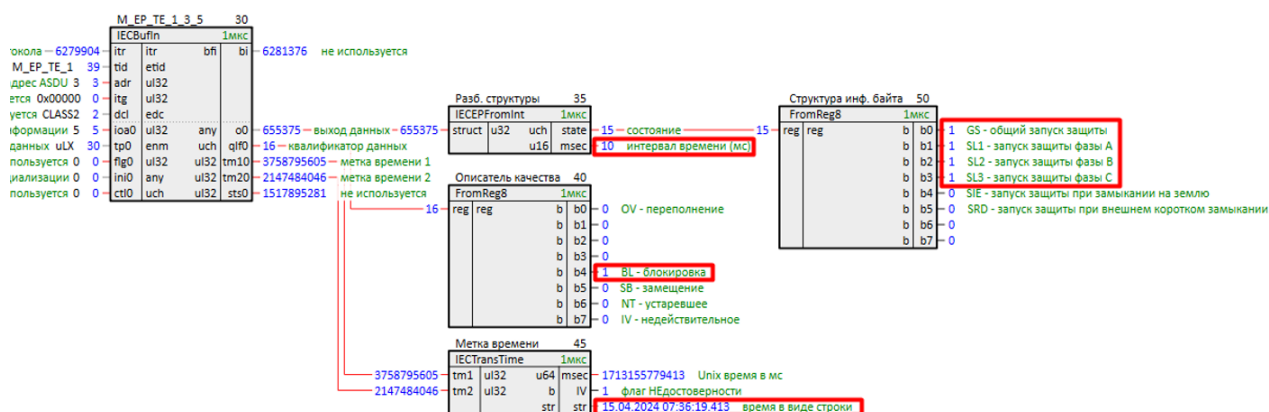 M_EP_TE_1_3_5 30
IECBufIn 1мкс
окола 6279904 itr itr bfi bi 6281376 не используется
M_EP_TE_1 39 tid etid
дрес ASDU 3 3 adr ul32
ется 0x00000 0 itg ul32
уется CLASS2 2 dcl edc
формации 5 5 ioa0 ul32 any o0 655375 выход данных 655375
данных uLX 30 tp0 enm uch qlf0 16 квалификатор данных
пользуется 0 0 flg0 ul32 ul32 tm10 3758795605 метка времени 1
иализации 0 0 ini0 any ul32 tm20 2147484046 метка времени 2
пользуется 0 0 ctl0 uch ul32 sts0 1517895281 не используется
Разб. структуры 35
IECEPFromInt 1мкс
struct u32 uch state 15 состояние 15
u16 msec 10 интервал времени (мс)
Структура инф. байта 50
FromReg8 1мкс
reg reg b b0 1 GS - общий запуск защиты
b b1 1 SL1 - запуск защиты фазы A
b b2 1 SL2 - запуск защиты фазы B
b b3 1 SL3 - запуск защиты фазы C
b b4 0 SIE - запуск защиты при замыкании на землю
b b5 0 SRD - запуск защиты при внешнем коротком замыкании
b b6 0
b b7 0
Описатель качества 40
FromReg8 1мкс
16 reg reg b b0 0 OV - переполнение
b b1 0
b b2 0
b b3 0
b b4 1 BL - блокировка
b b5 0 SB - замещение
b b6 0 NT - устаревшее
b b7 0 IV - недействительное
Метка времени 45
IECTransTime 1мкс
3758795605 tm1 ul32 u64 msec 1713155779413 Unix время в мс
2147484046 tm2 ul32 b IV 1 флаг НЕдостоверности
str str 15.04.2024 07:36:19.413 время в виде строки